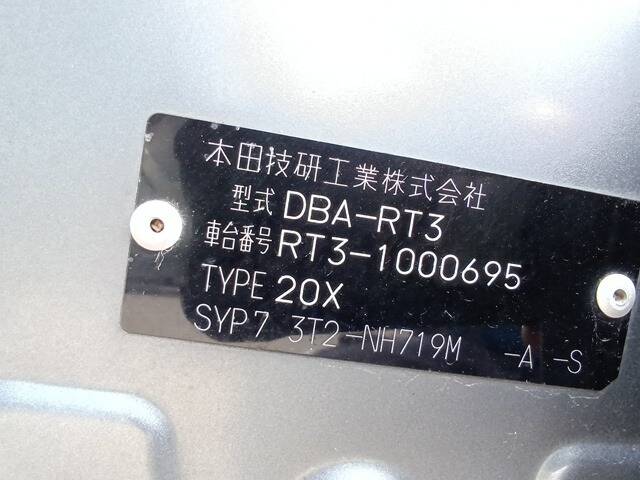 本田技研工業株式会社
型式 DBA-RT3
車台番号 RT3-1000695
TYPE 20X
SYP7 3T2-NH719M -A -S